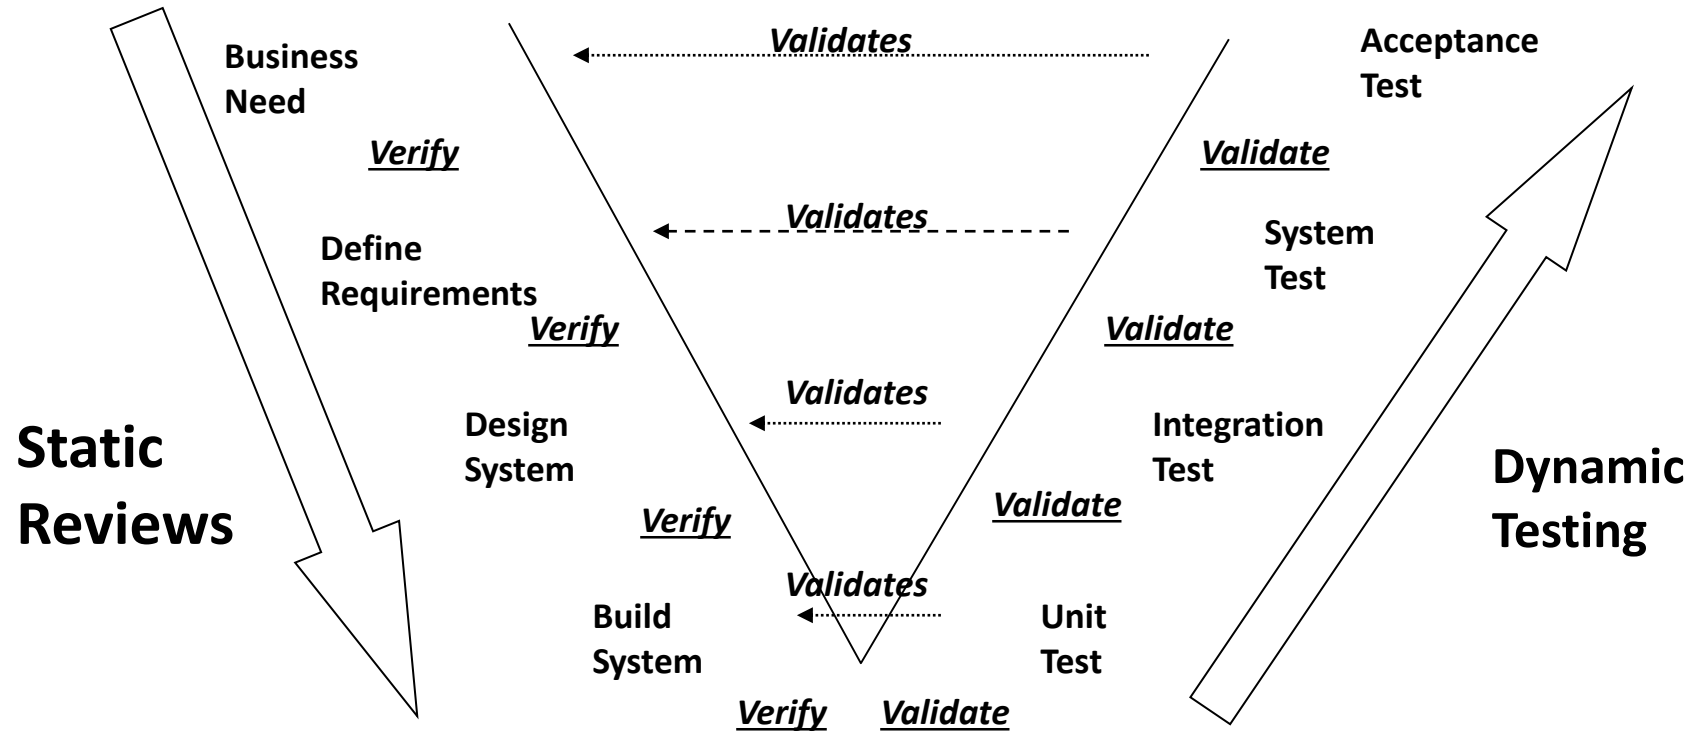 Validates
Business
Need
Acceptance
Test
Verify
Validate
Validates
Define
Requirements
System
Test
Verify
Validate
Validates
Static
Reviews
Design
System
Integration
Test
Dynamic
Testing
Verify
Validate
Validates
Build
System
Unit
Test
Verify
Validate